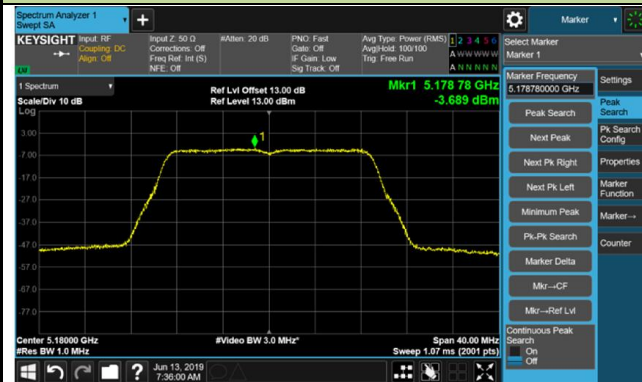 Spectrum Analyzer 1
Swept SA
Marker
KEYSIGHT
Input: RF
Coupling: DC
Align: Off
Input Z: 50 Ω
Corrections: Off
Freq Ref: Int (S)
NFE: Off
#Atten: 20 dB
PNO: Fast
Gate: Off
IF Gain: Low
Sig Track: Off
Avg Type: Power (RMS)
Avg|Hold: 100/100
Trig: Free Run
1 2 3 4 5 6
A W W W W W
A N N N N N
Select Marker
Marker 1
LXI
1 Spectrum
Scale/Div 10 dB
Log
Ref Lvl Offset 13.00 dB
Ref Level 13.00 dBm
Mkr1 5.178 78 GHz
-3.689 dBm
3.00
-7.00
-17.0
-27.0
-37.0
-47.0
-57.0
-67.0
-77.0
1
Center 5.18000 GHz
#Res BW 1.0 MHz
#Video BW 3.0 MHz*
Span 40.00 MHz
Sweep 1.07 ms (2001 pts)
Marker Frequency
5.178780000 GHz
Peak Search
Next Peak
Next Pk Right
Next Pk Left
Minimum Peak
Pk-Pk Search
Marker Delta
Mkr→CF
Mkr→Ref Lvl
Continuous Peak
Search
On
Off
Settings
Peak
Search
Pk Search
Config
Properties
Marker
Function
Marker→
Counter
Jun 13, 2019
7:36:00 AM